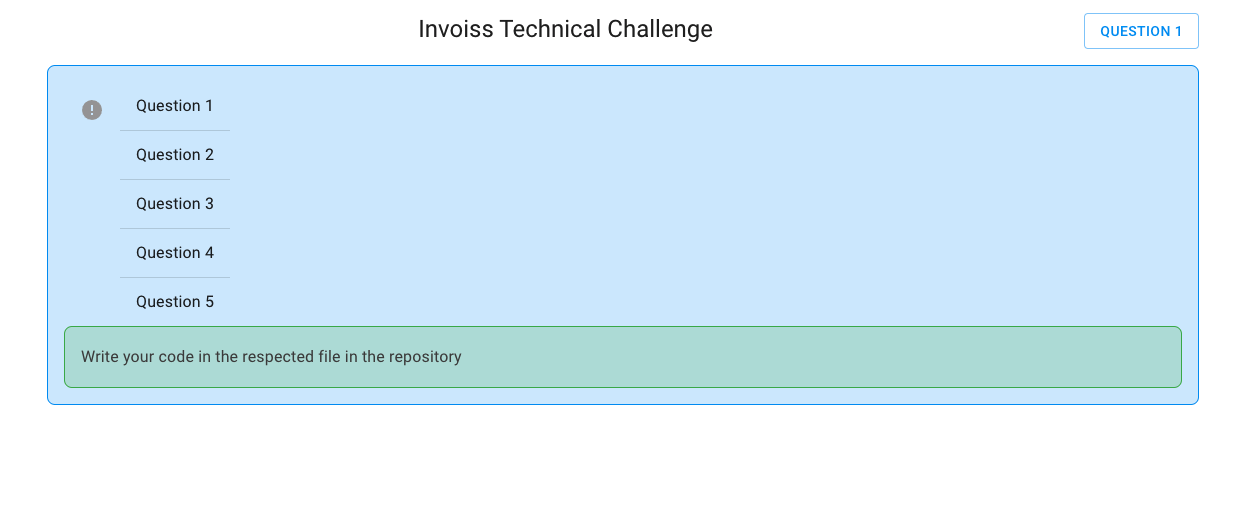 Invoiss Technical Challenge
QUESTION 1
Question 1
Question 2
Question 3
Question 4
Question 5
Write your code in the respected file in the repository